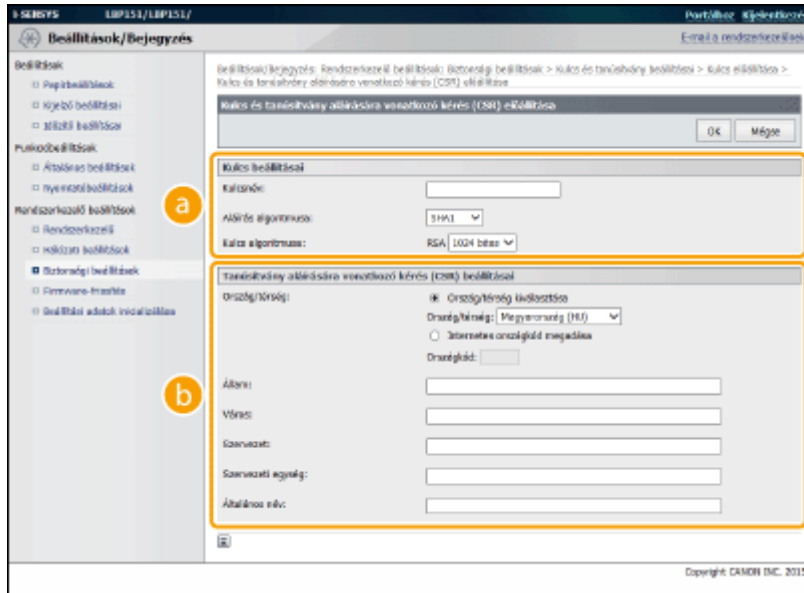 i-SENSYS LBP151/LBP151/ Portálhoz Kijelentkezé
Beállítások/Bejegyzés E-mail a rendszerkezelőnek
Beállítások
Papírbeállítások
Kijelző beállításai
Időzítő beállításai
Funkcióbeállítások
Általános beállítások
Nyomtatóbeállítások
Rendszerkezelő beállítások
Rendszerkezelő
Hálózati beállítások
Biztonsági beállítások
Firmware-frissítés
Beállítási adatok inicializálása
Beállítások/Bejegyzés: Rendszerkezelő beállítások: Biztonsági beállítások > Kulcs és tanúsítvány beállításai > Kulcs előállítása >
Kulcs és tanúsítvány aláírására vonatkozó kérés (CSR) előállítása
Kulcs és tanúsítvány aláírására vonatkozó kérés (CSR) előállítása
OK Mégse
a
Kulcs beállításai
Kulcsnév:
Aláírás algoritmusa: SHA1
Kulcs algoritmusa: RSA 1024 bites
b
Tanúsítvány aláírására vonatkozó kérés (CSR) beállításai
Ország/térség: Ország/térség kiválasztása
Ország/térség: Magyarország (HU)
Internetes országkód megadása
Országkód:
Állam:
Város:
Szervezet:
Szervezeti egység:
Általános név:
Copyright CANON INC. 2015